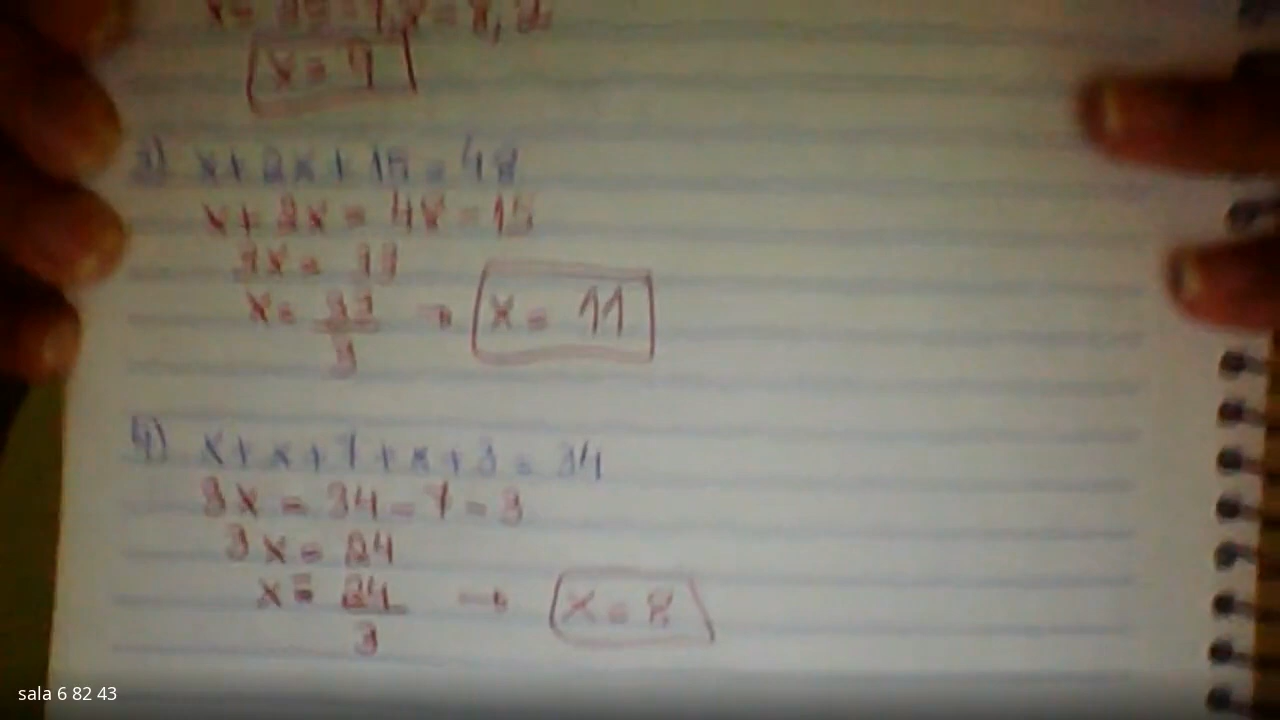 x = 7
3) x + 2x + 15 = 48
x + 2x = 48 - 15
3x = 33
x = 33/3 → x = 11
4) x + x + 7 + x + 3 = 34
3x = 34 - 7 - 3
3x = 24
x = 24/3 → x = 8
sala 6 82 43